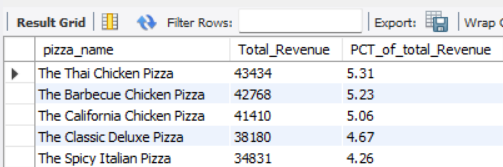 Result Grid Filter Rows: Export: Wrap C
pizza_name Total_Revenue PCT_of_total_Revenue
The Thai Chicken Pizza 43434 5.31
The Barbecue Chicken Pizza 42768 5.23
The California Chicken Pizza 41410 5.06
The Classic Deluxe Pizza 38180 4.67
The Spicy Italian Pizza 34831 4.26